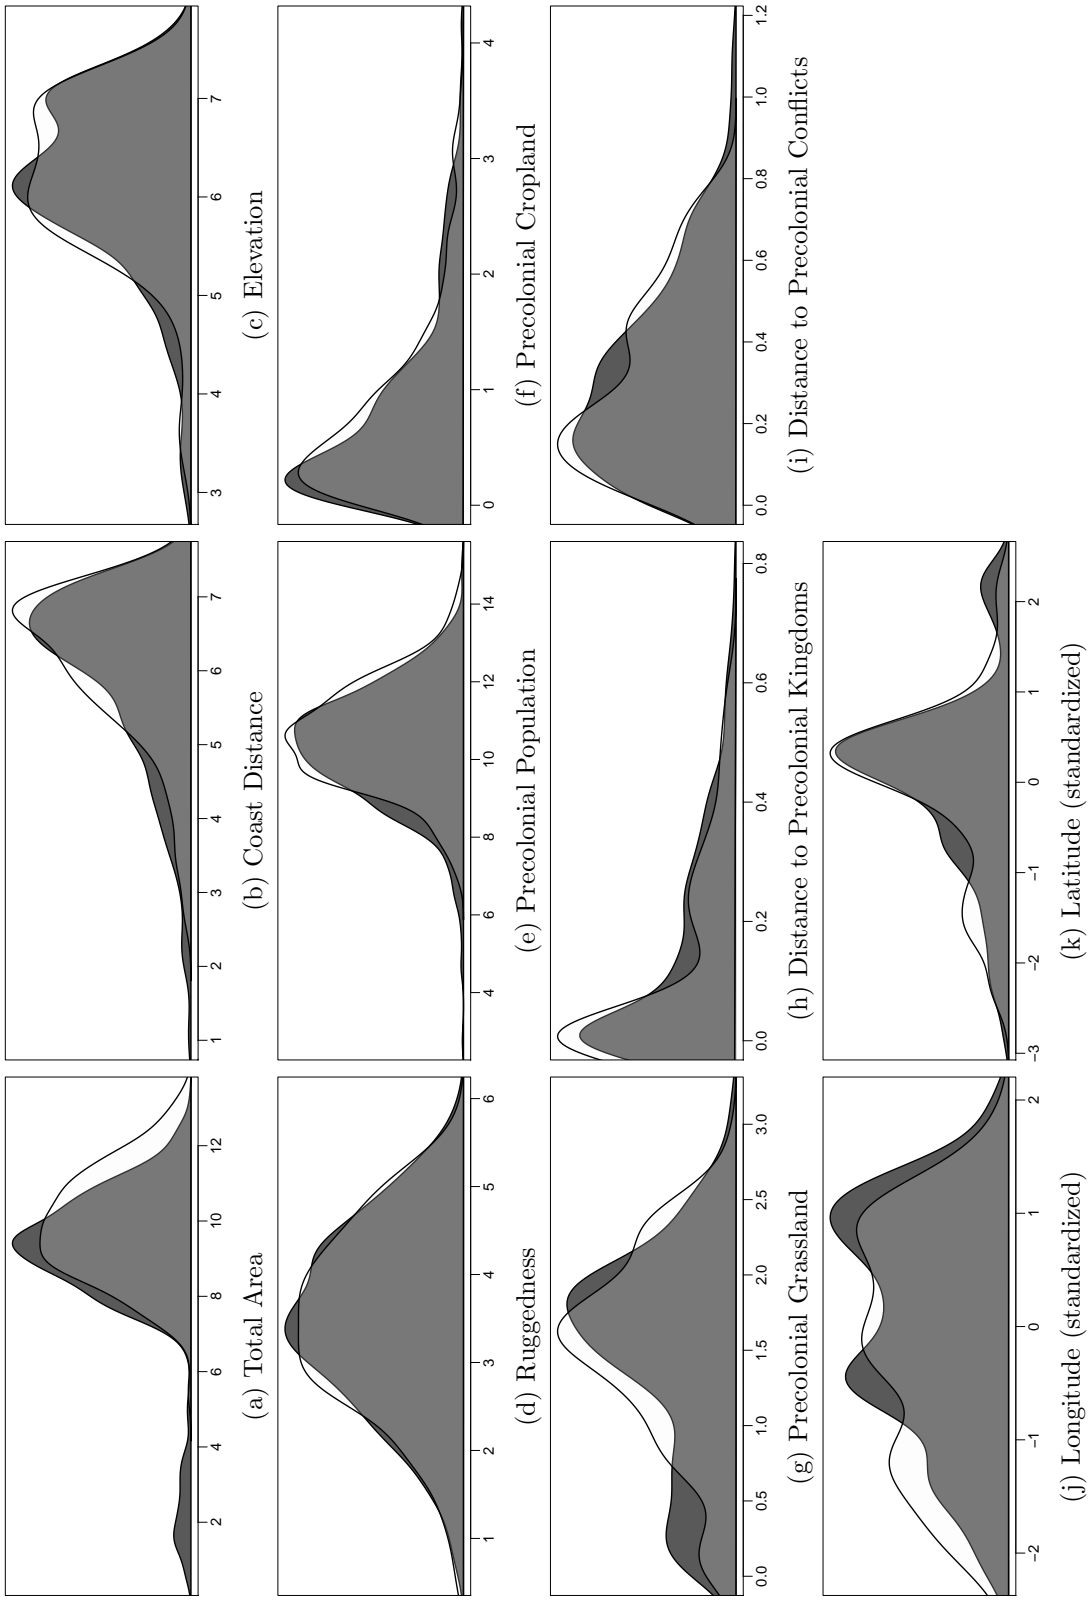 2 4 6 8 10 12
(a) Total Area
1 2 3 4 5 6 7
(b) Coast Distance
3 4 5 6 7
(c) Elevation
1 2 3 4 5 6
(d) Ruggedness
4 6 8 10 12 14
(e) Precolonial Population
0 1 2 3 4
(f) Precolonial Cropland
0.0 0.5 1.0 1.5 2.0 2.5 3.0
(g) Precolonial Grassland
0.0 0.2 0.4 0.6 0.8
(h) Distance to Precolonial Kingdoms
0.0 0.2 0.4 0.6 0.8 1.0 1.2
(i) Distance to Precolonial Conflicts
−2 −1 0 1 2
(j) Longitude (standardized)
−3 −2 −1 0 1 2
(k) Latitude (standardized)